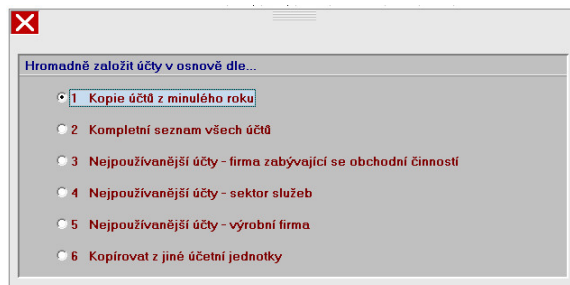 Hromadně založit účty v osnově dle...
1 Kopie účtů z minulého roku
2 Kompletní seznam všech účtů
3 Nejpoužívanější účty - firma zabývající se obchodní činností
4 Nejpoužívanější účty - sektor služeb
5 Nejpoužívanější účty - výrobní firma
6 Kopírovat z jiné účetní jednotky